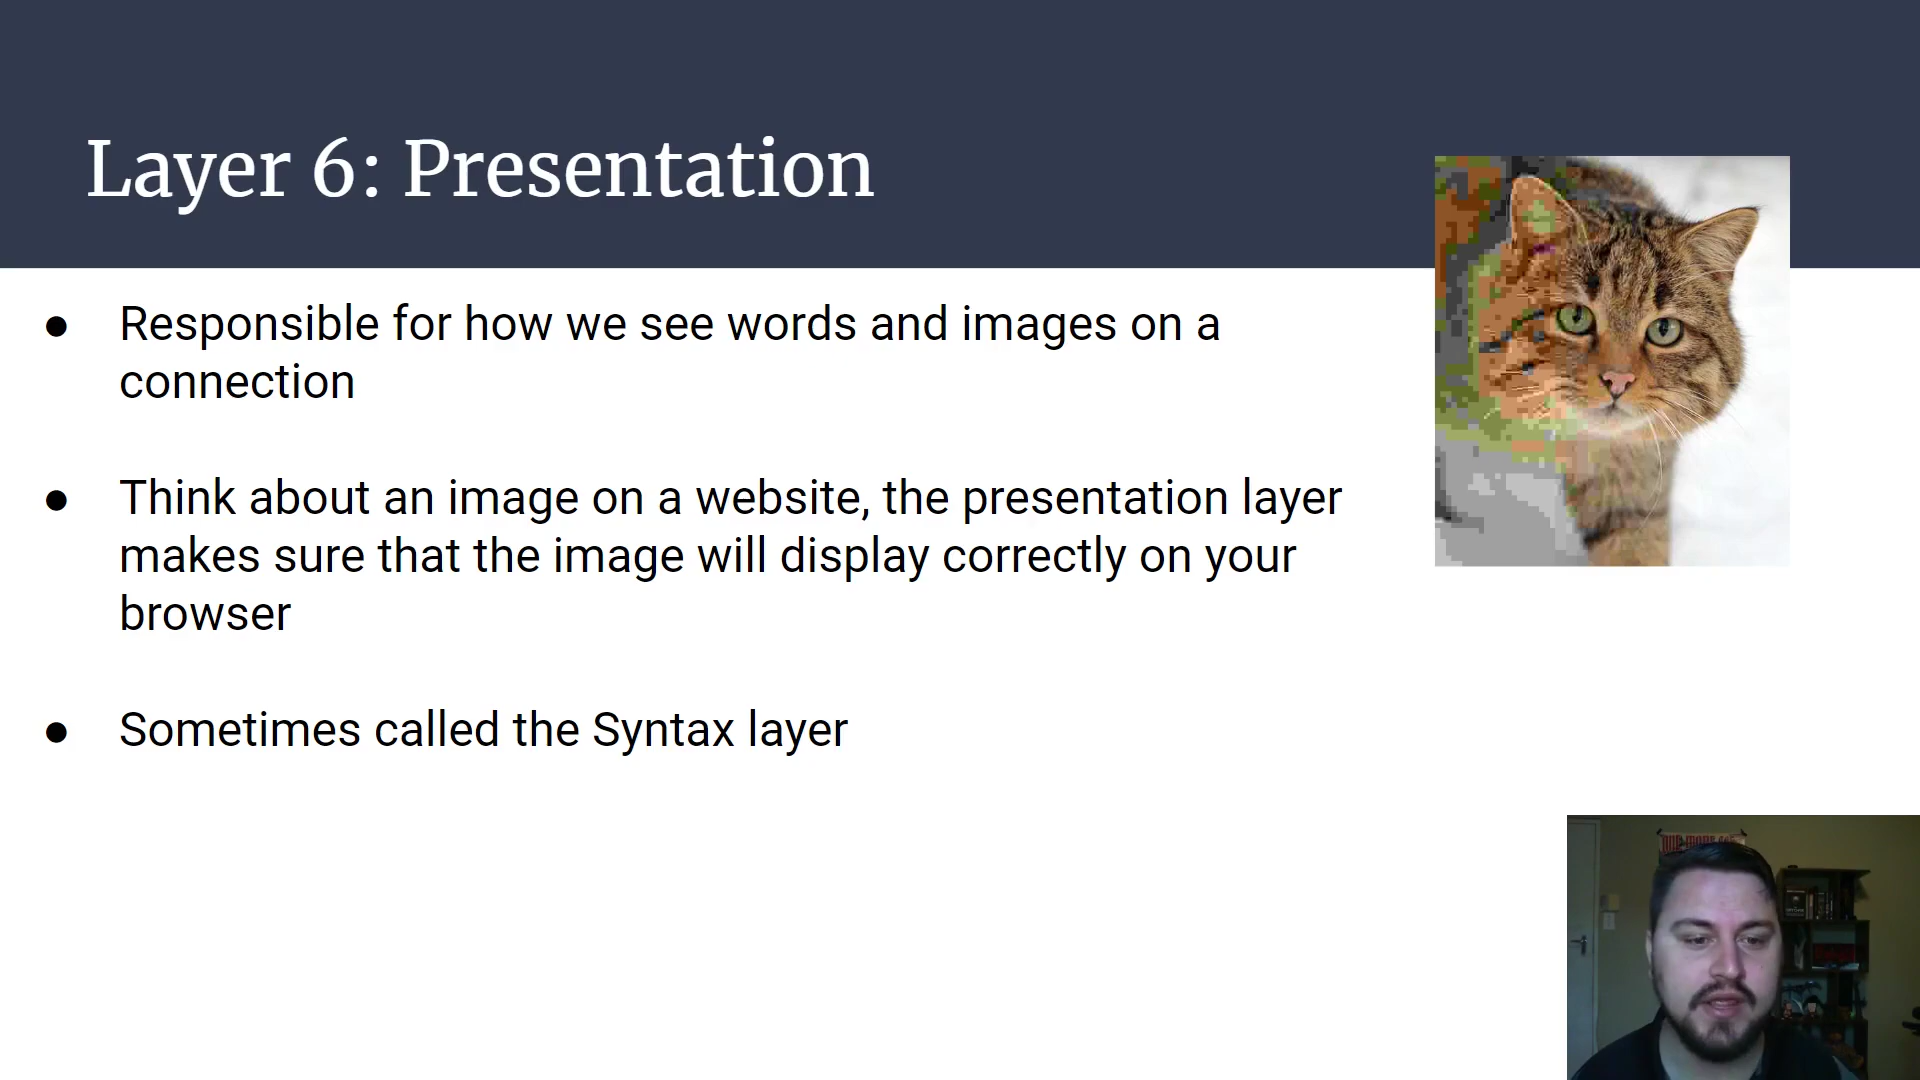 Layer 6: Presentation
● Responsible for how we see words and images on a
connection
● Think about an image on a website, the presentation layer
makes sure that the image will display correctly on your
browser
● Sometimes called the Syntax layer